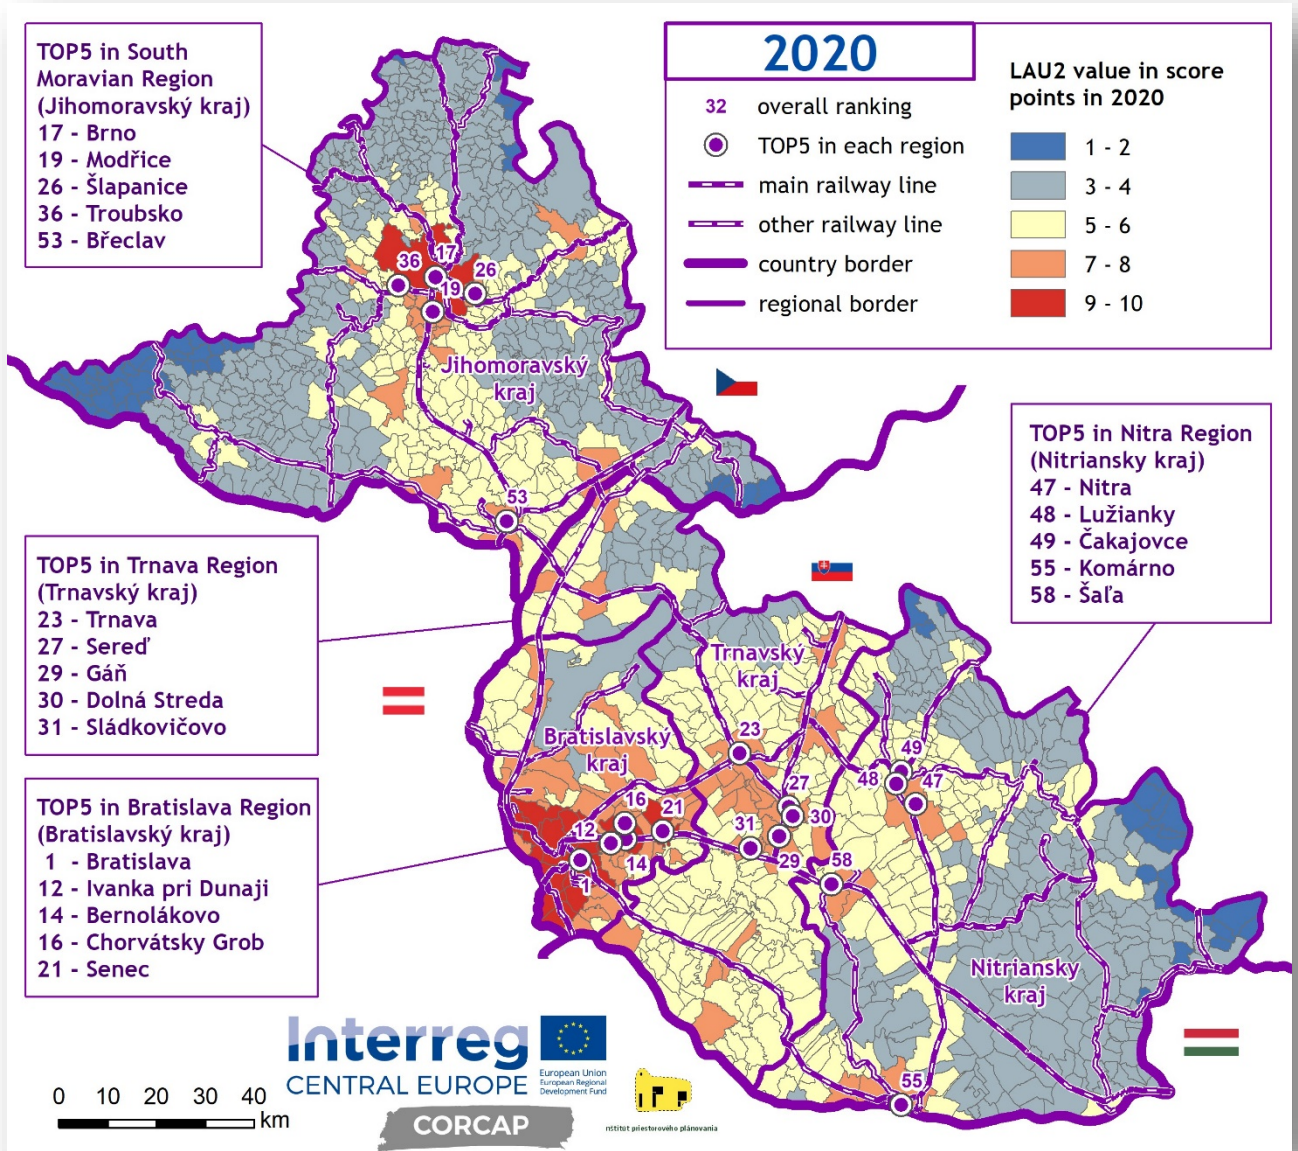 TOP5 in South
Moravian Region
(Jihomoravský kraj)
17 - Brno
19 - Modřice
26 - Šlapanice
36 - Troubsko
53 - Břeclav
2020
32 overall ranking
TOP5 in each region
main railway line
other railway line
country border
regional border
LAU2 value in score
points in 2020
1 - 2
3 - 4
5 - 6
7 - 8
9 - 10
17
36
26
19
Jihomoravský
kraj
53
TOP5 in Nitra Region
(Nitriansky kraj)
47 - Nitra
48 - Lužianky
49 - Čakajovce
55 - Komárno
58 - Šaľa
TOP5 in Trnava Region
(Trnavský kraj)
23 - Trnava
27 - Sereď
29 - Gáň
30 - Dolná Streda
31 - Sládkovičovo
Trnavský
kraj
Bratislavský
kraj
23
49
48
47
27
16
21
30
12
31
14
29
58
1
TOP5 in Bratislava Region
(Bratislavský kraj)
1 - Bratislava
12 - Ivanka pri Dunaji
14 - Bernolákovo
16 - Chorvátsky Grob
21 - Senec
Nitriansky
kraj
55
Interreg
CENTRAL EUROPE
European Union
European Regional
Development Fund
CORCAP
nštitút priestorového plánovania
0 10 20 30 40
km